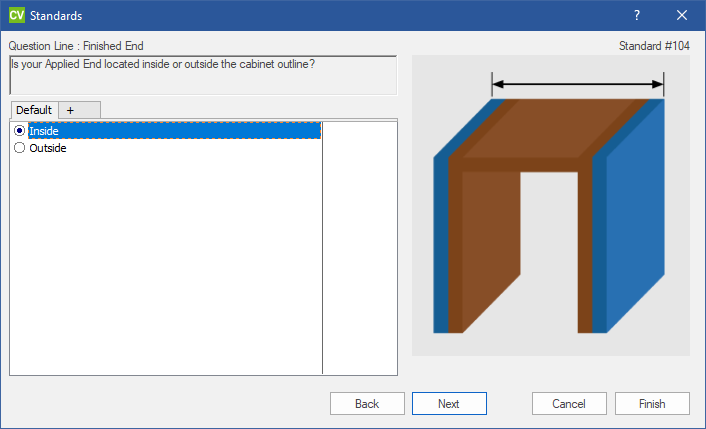 CV Standards ?
Question Line : Finished End
Standard #104
Is your Applied End located inside or outside the cabinet outline?
Default +
Inside
Outside
Back Next Cancel Finish